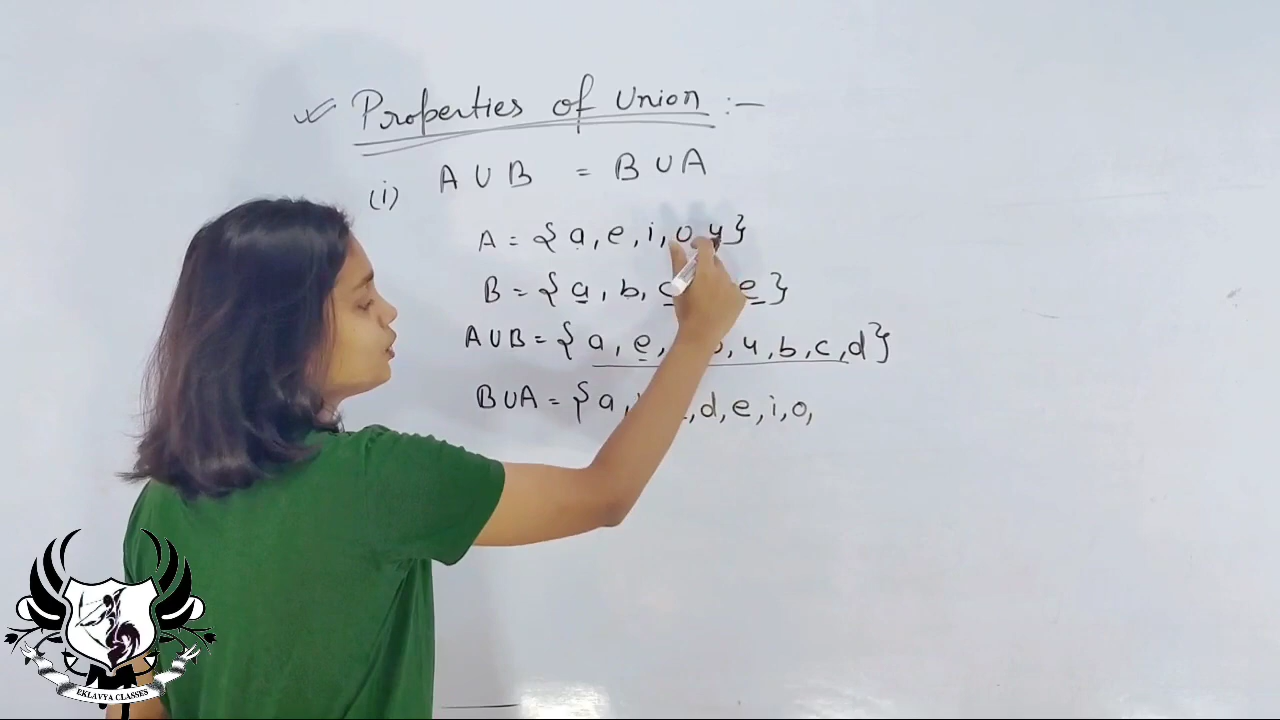 Properties of Union :-
(i) A U B = B U A
A = {a, e, i, o, u}
B = {a, b, c e}
A U B = {a, e, u, b, c, d}
B U A = {a, d, e, i, o,
EKLAVYA CLASSES